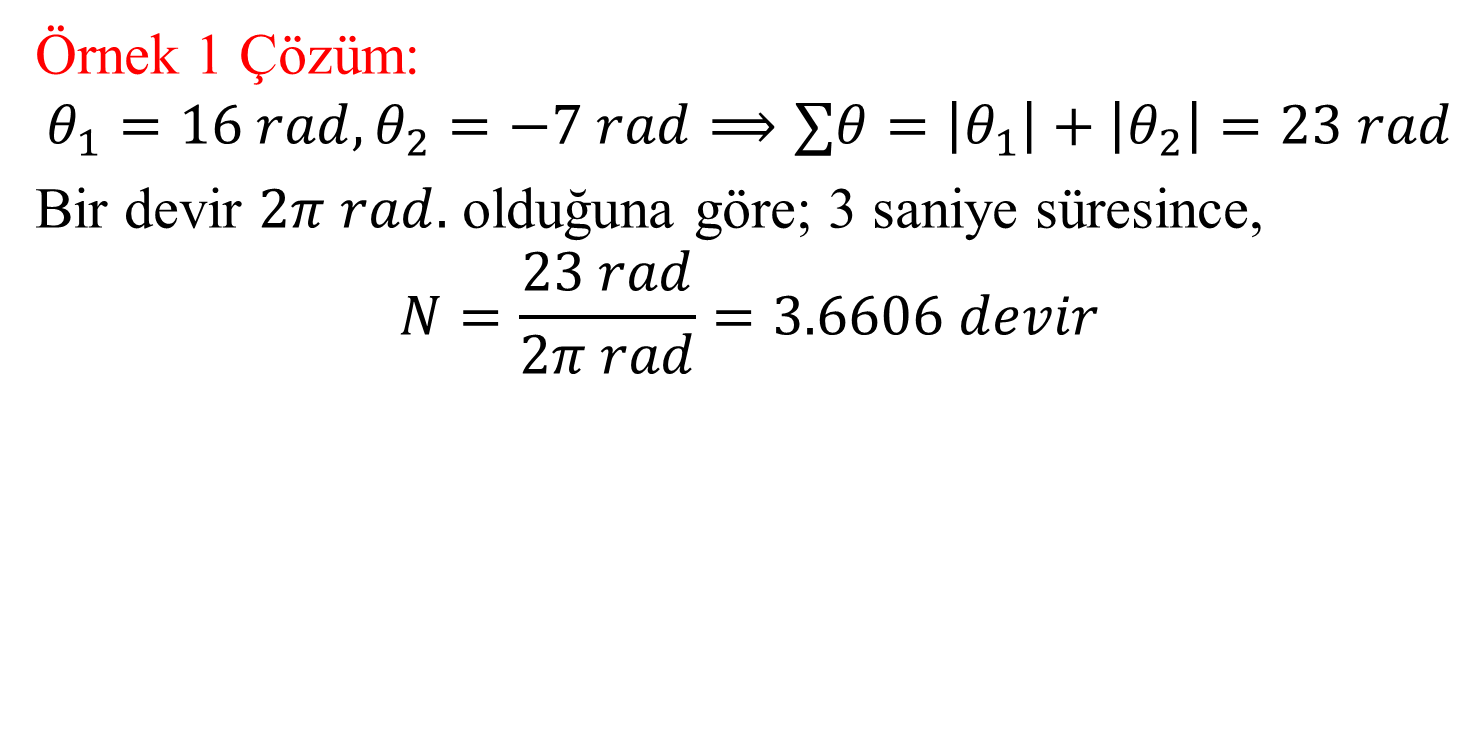 Örnek 1 Çözüm:
θ₁ = 16 rad, θ₂ = −7 rad ⟹ ∑θ = |θ₁| + |θ₂| = 23 rad
Bir devir 2π rad. olduğuna göre; 3 saniye süresince,
N = 23 rad / 2π rad = 3.6606 devir